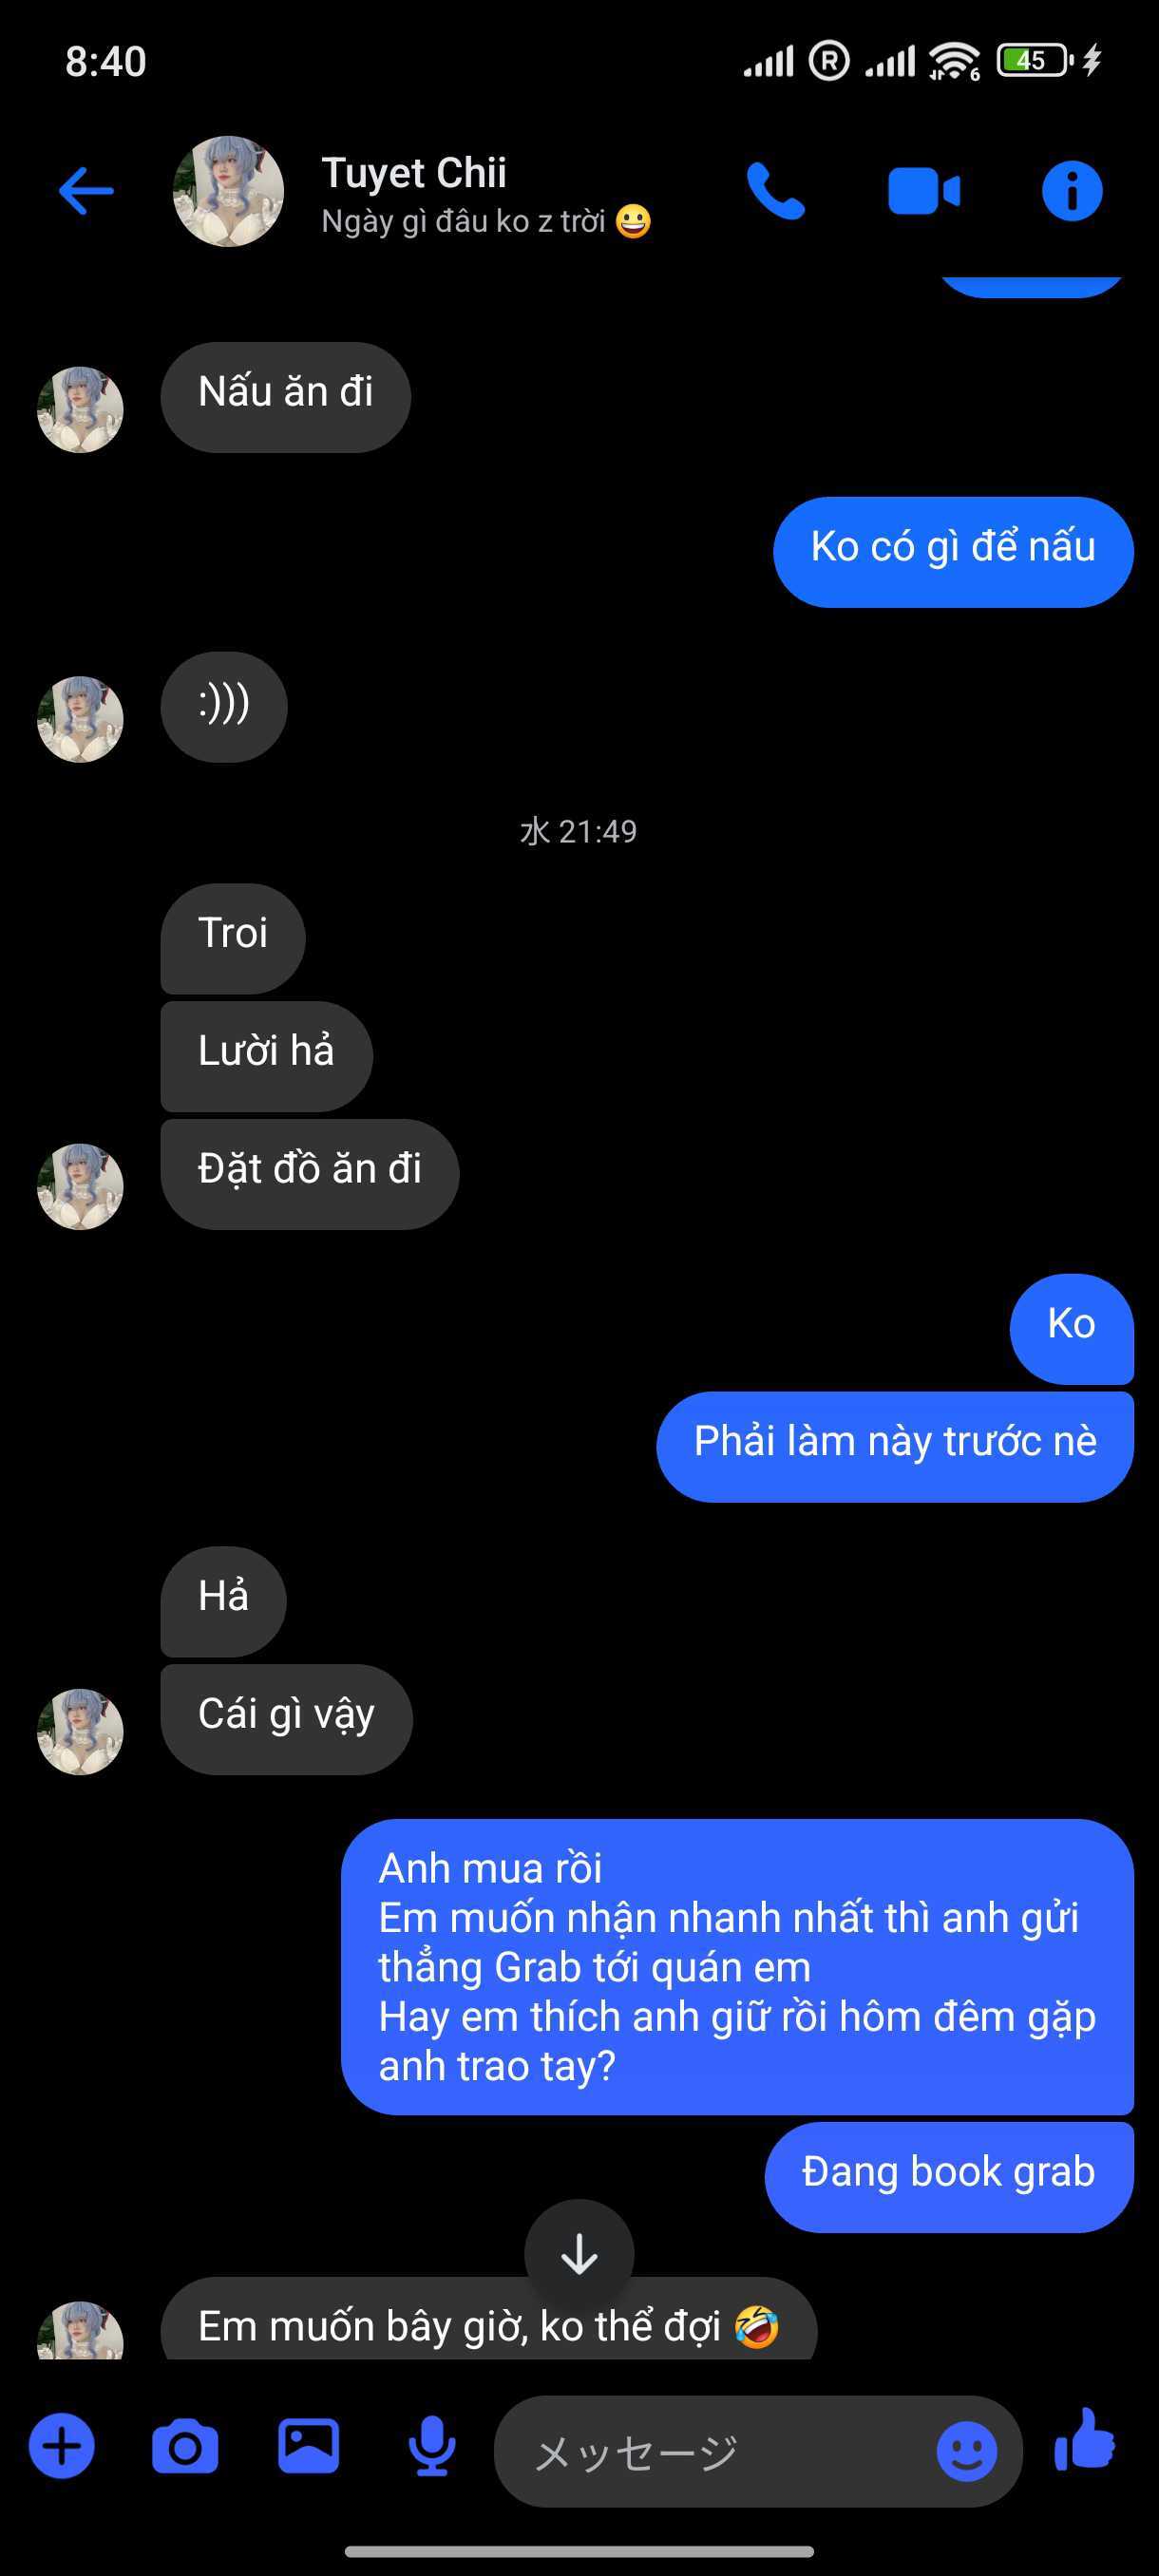 8:40
R
6
45
Tuyet Chii
Ngày gì đâu ko z trời 😀
Nấu ăn đi
Ko có gì để nấu
:)))
水 21:49
Troi
Lười hả
Đặt đồ ăn đi
Ko
Phải làm này trước nè
Hả
Cái gì vậy
Anh mua rồi
Em muốn nhận nhanh nhất thì anh gửi
thẳng Grab tới quán em
Hay em thích anh giữ rồi hôm đêm gặp
anh trao tay?
Đang book grab
Em muốn bây giờ, ko thể đợi 🤣
メッセージ